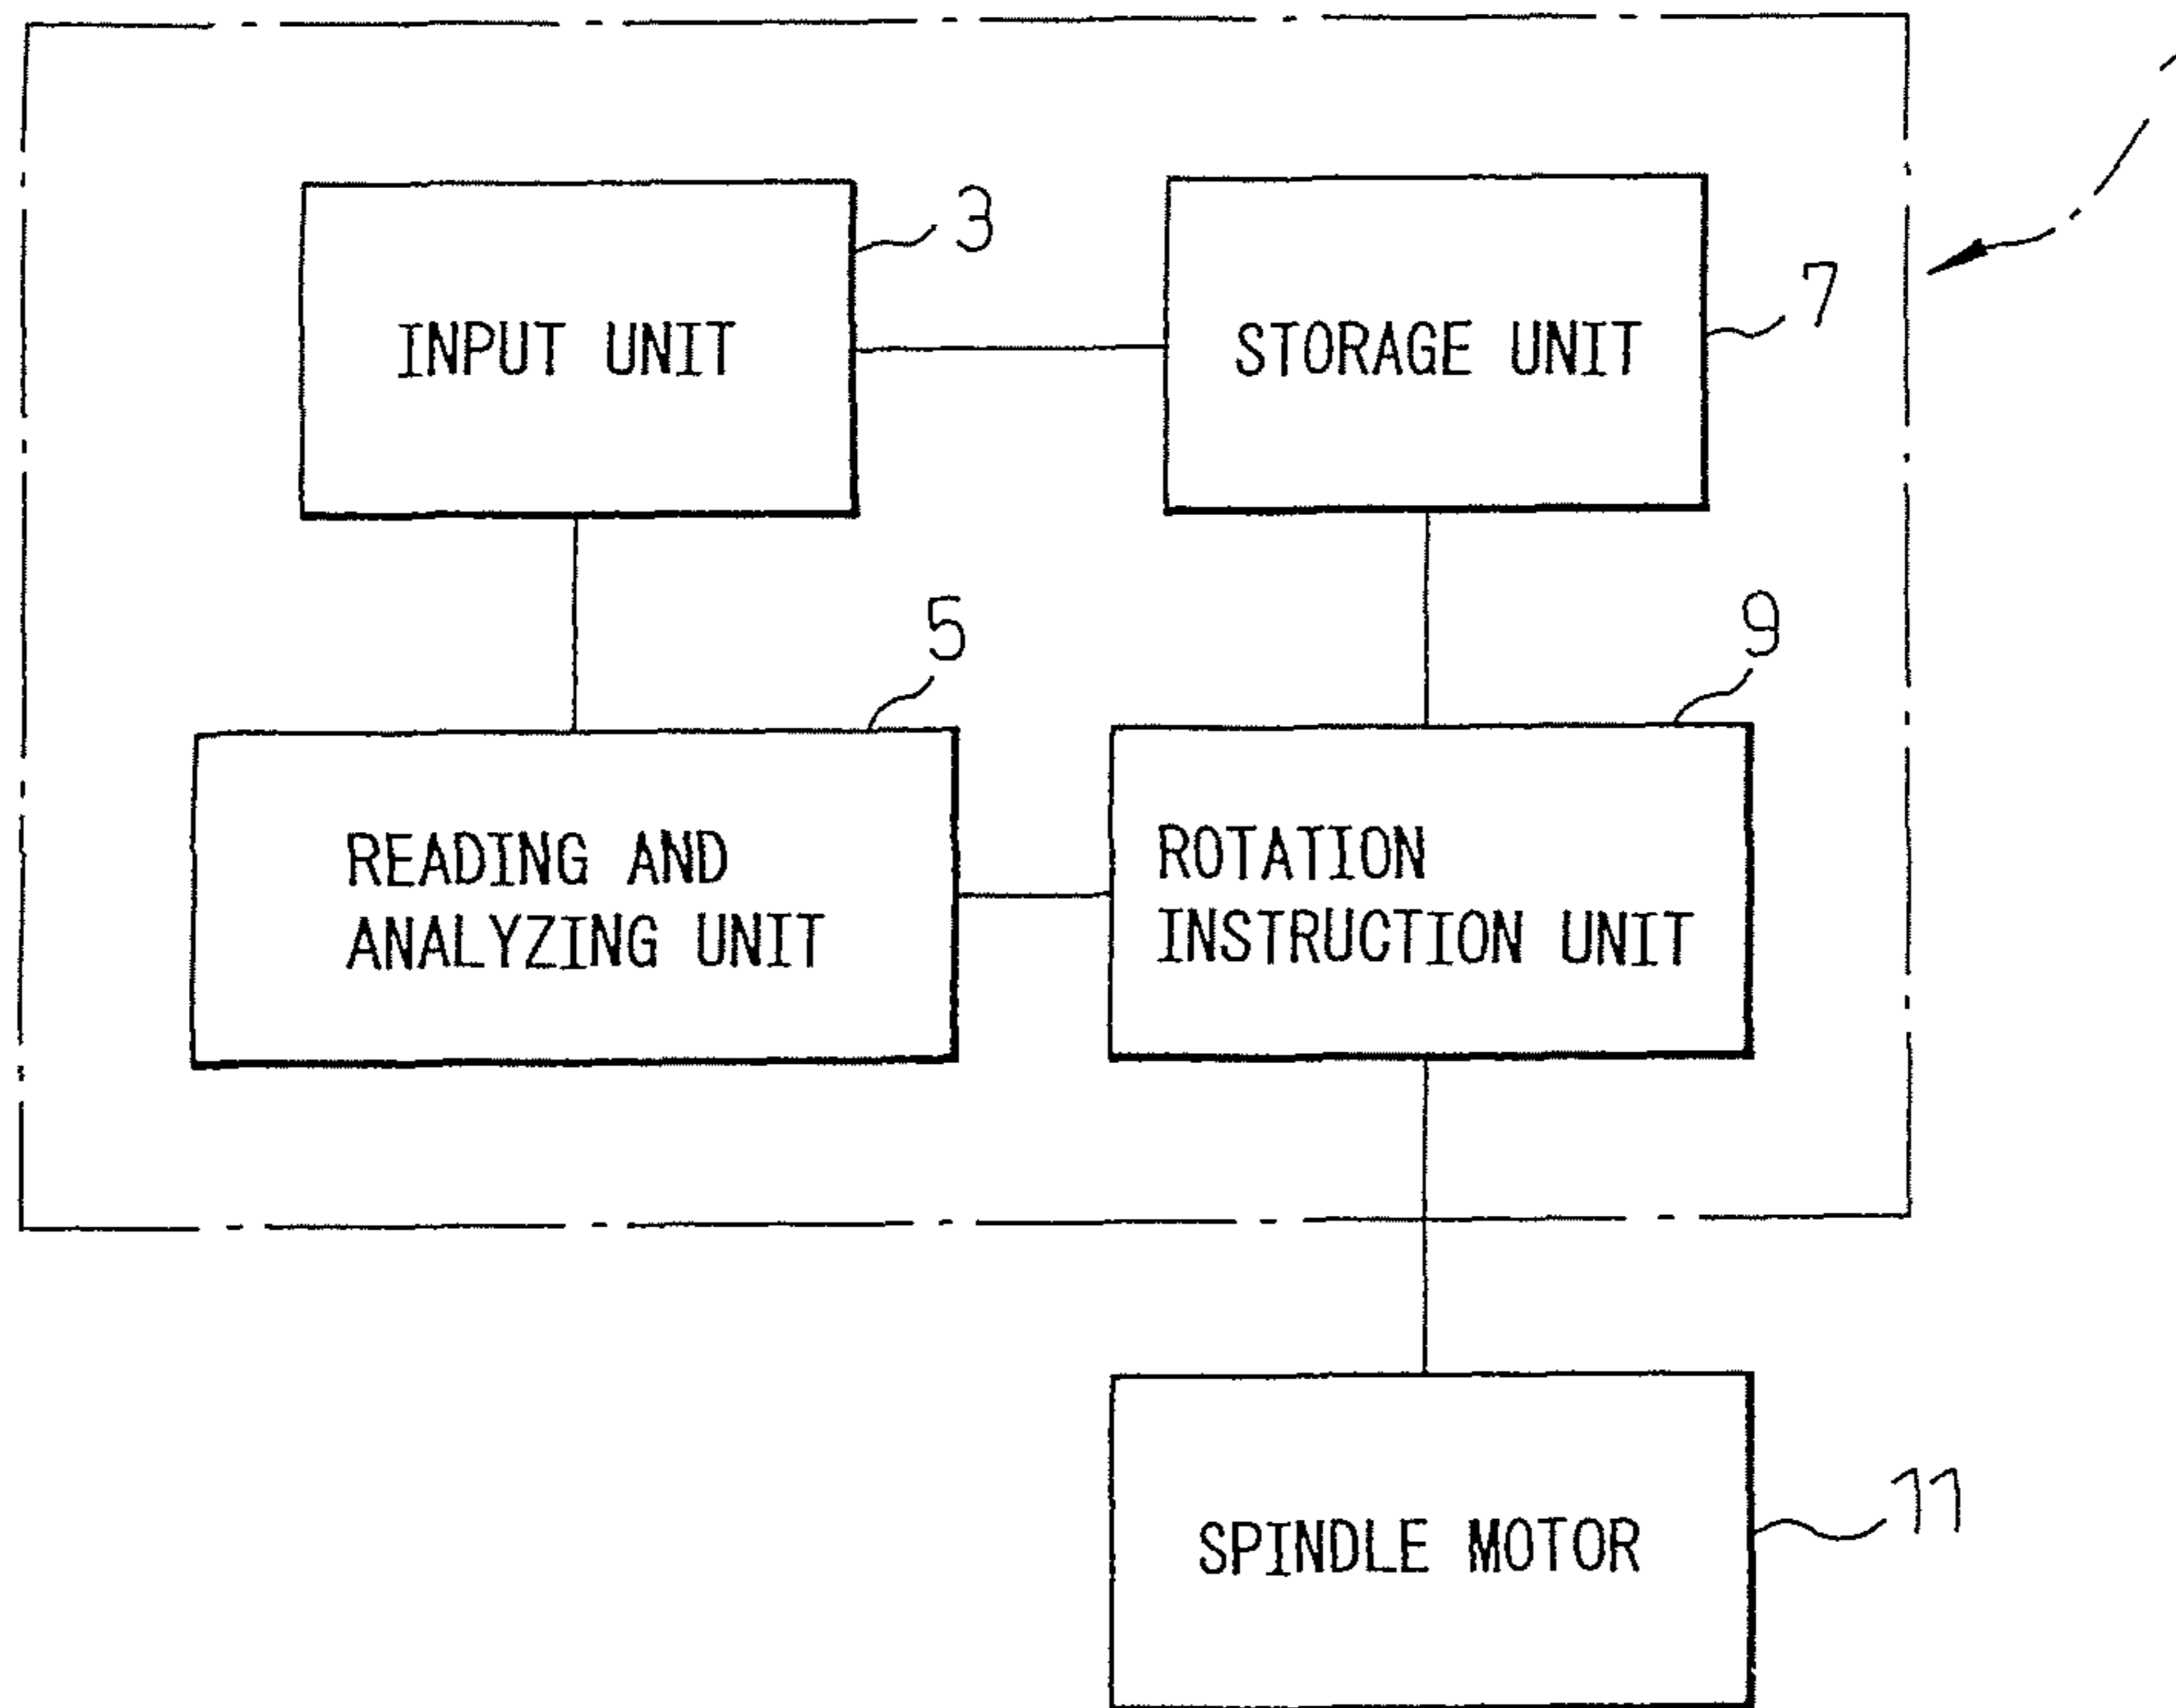 3
INPUT UNIT
7
STORAGE UNIT
5
READING AND
ANALYZING UNIT
9
ROTATION
INSTRUCTION UNIT
SPINDLE MOTOR
11